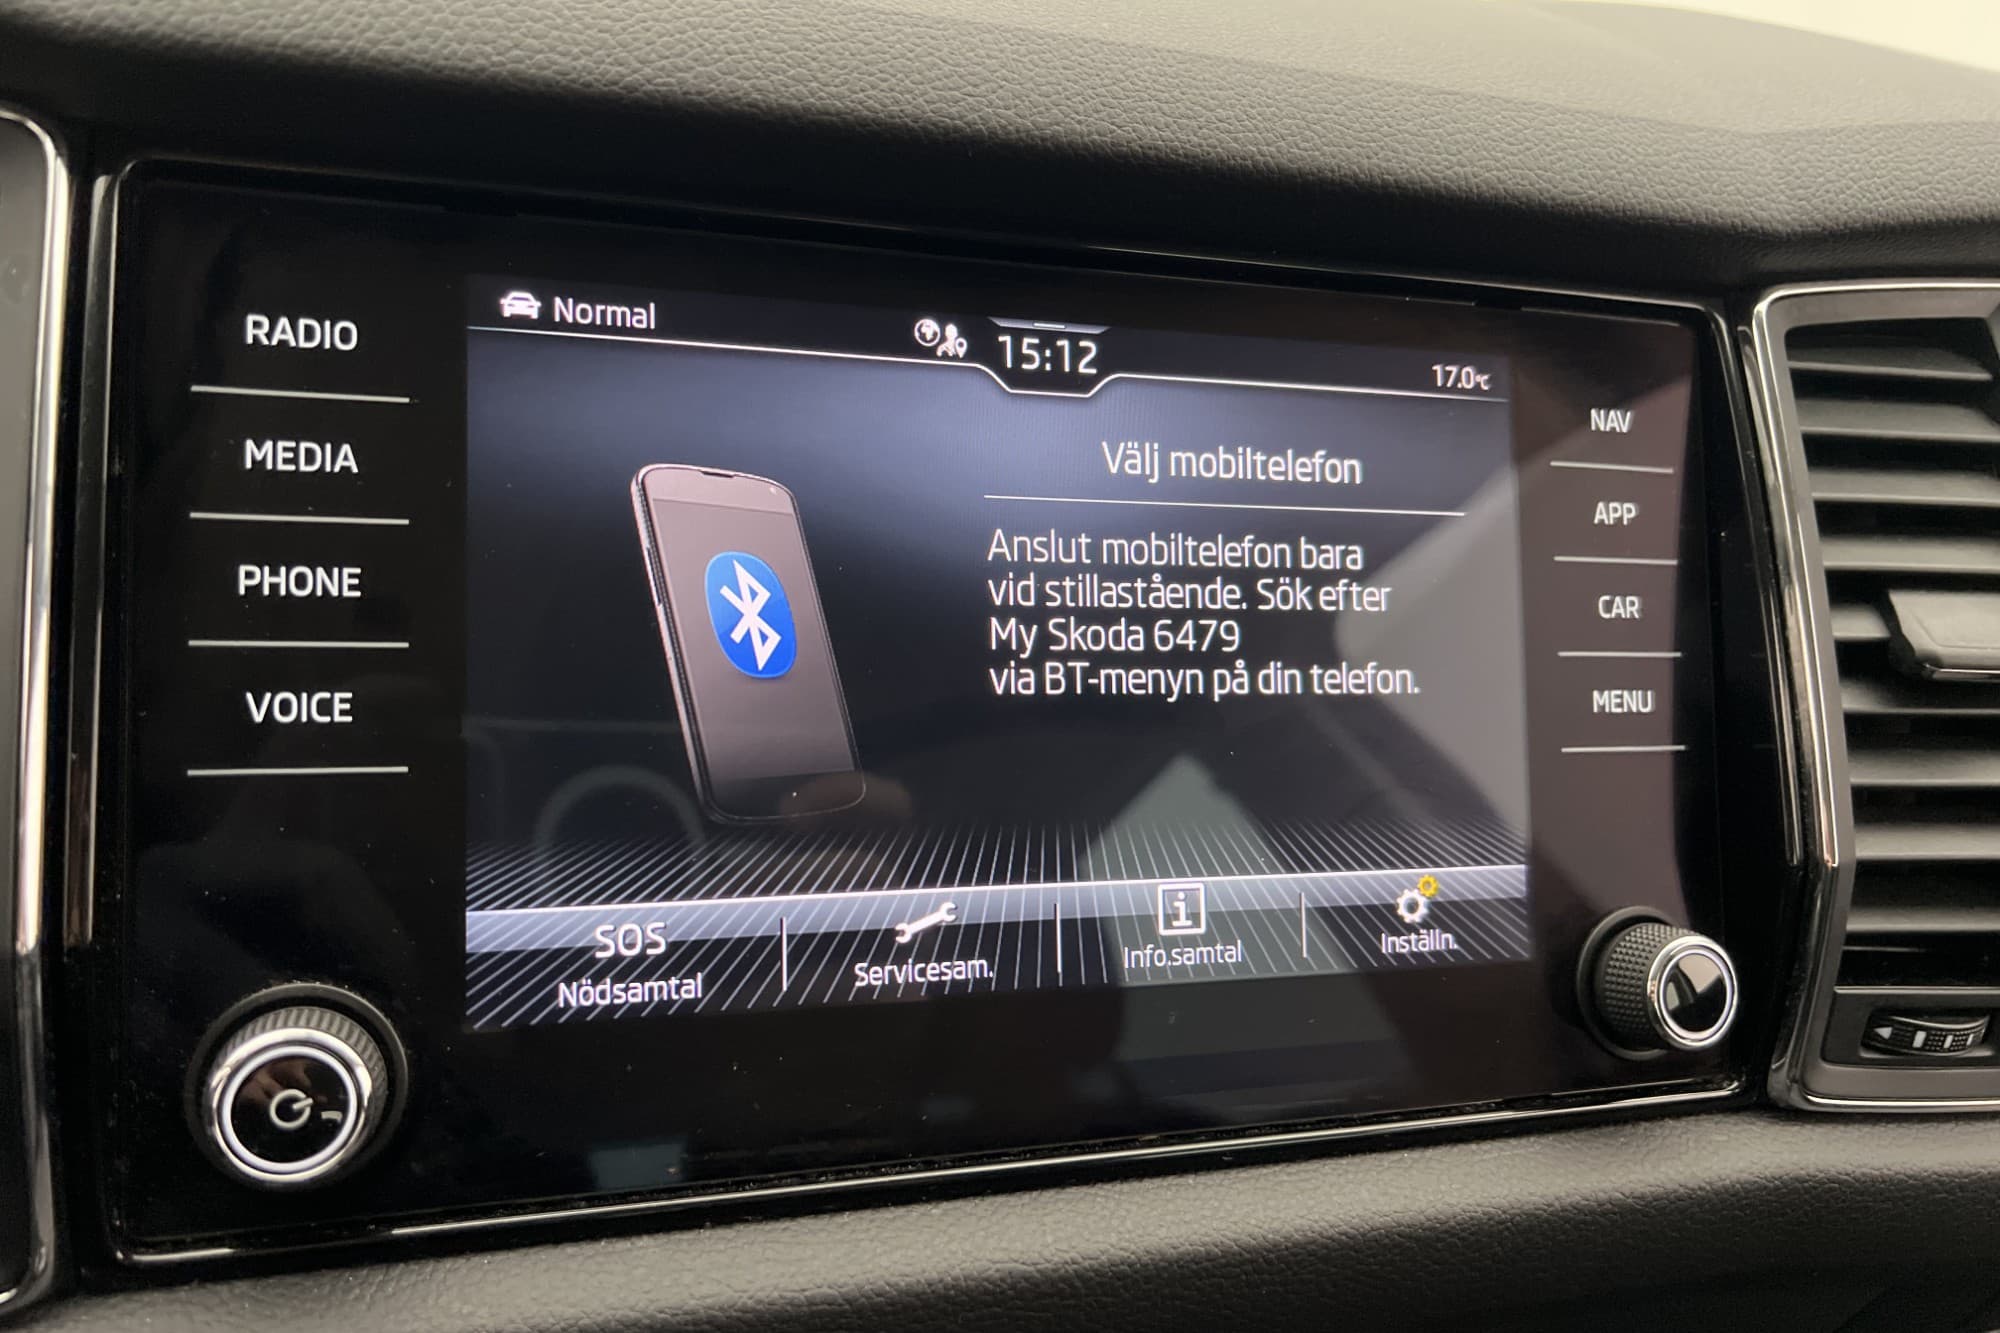 RADIO
MEDIA
PHONE
VOICE
Normal
15:12
17.0°C
Välj mobiltelefon
Anslut mobiltelefon bara
vid stillastående. Sök efter
My Skoda 6479
via BT-menyn på din telefon.
SOS
Nödsamtal
Servicesam.
i
Info.samtal
Inställn.
NAV
APP
CAR
MENU